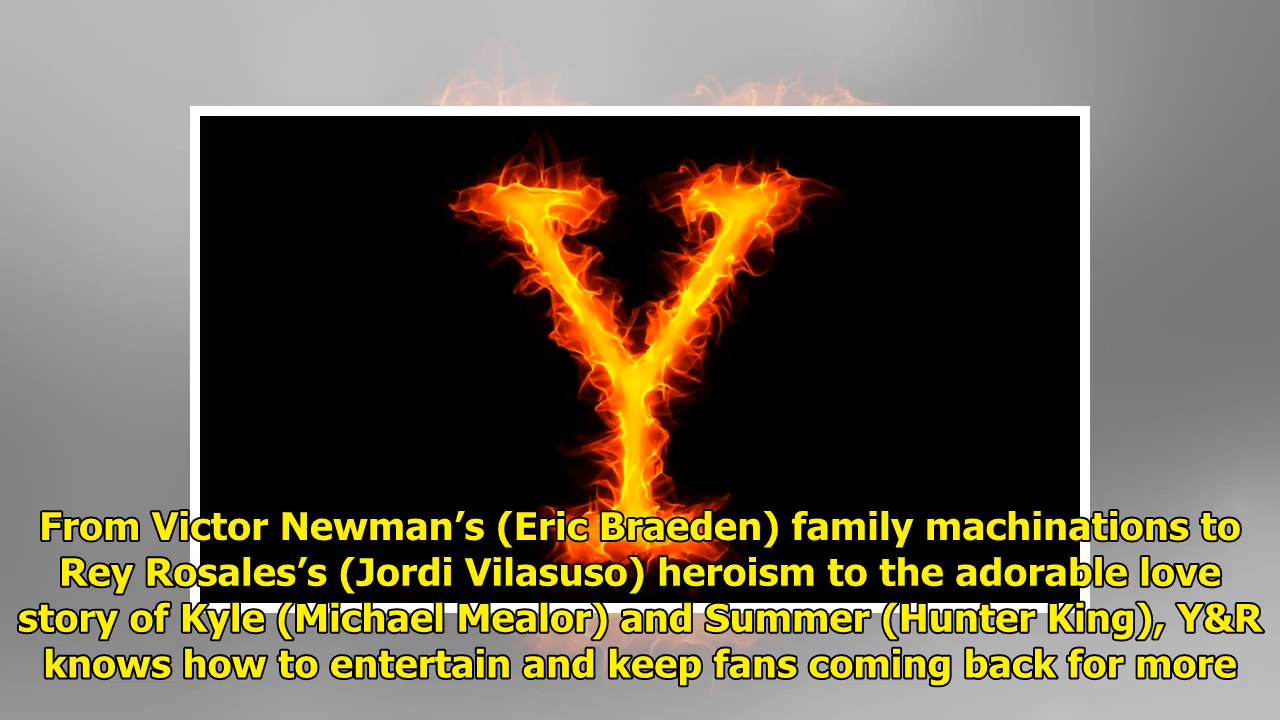 Y
From Victor Newman’s (Eric Braeden) family machinations to
Rey Rosales’s (Jordi Vilasuso) heroism to the adorable love
story of Kyle (Michael Mealor) and Summer (Hunter King), Y&R
knows how to entertain and keep fans coming back for more